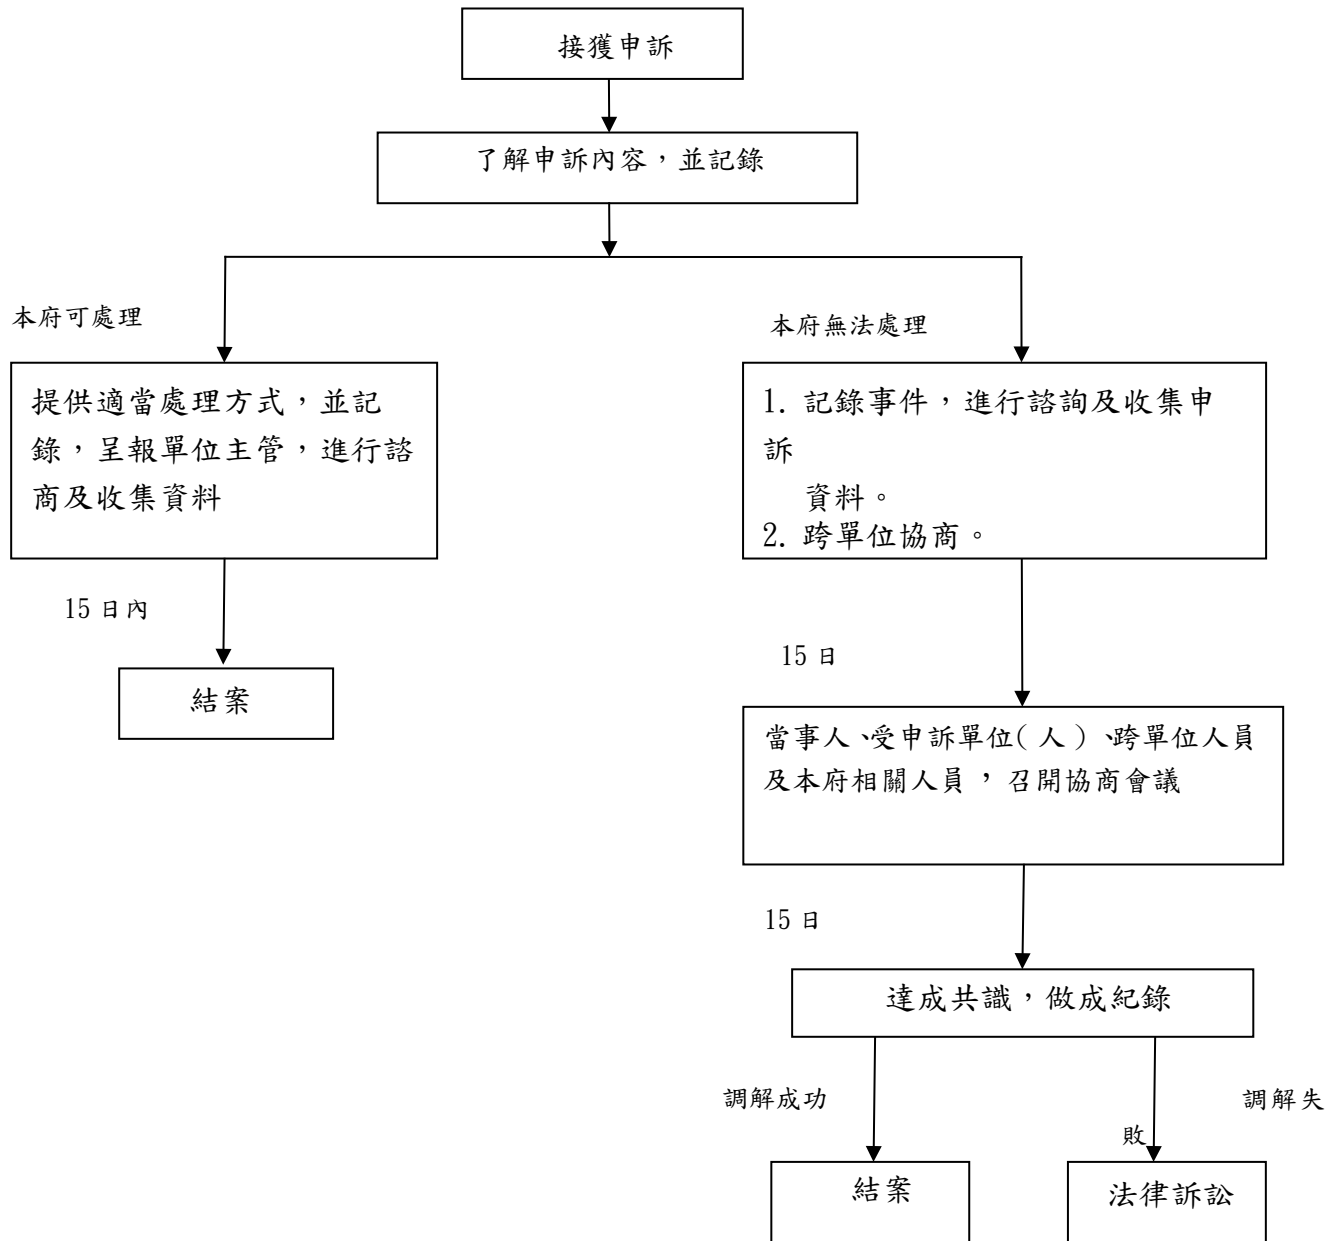 接獲申訴
了解申訴內容，並記錄
本府可處理
本府無法處理
提供適當處理方式，並記
錄，呈報單位主管，進行諮
商及收集資料
1. 記錄事件，進行諮詢及收集申
訴
資料。
2. 跨單位協商。
15 日內
結案
15 日
當事人、受申訴單位(人)、跨單位人員
及本府相關人員，召開協商會議
15 日
達成共識，做成紀錄
調解成功
調解失
敗
結案
法律訴訟